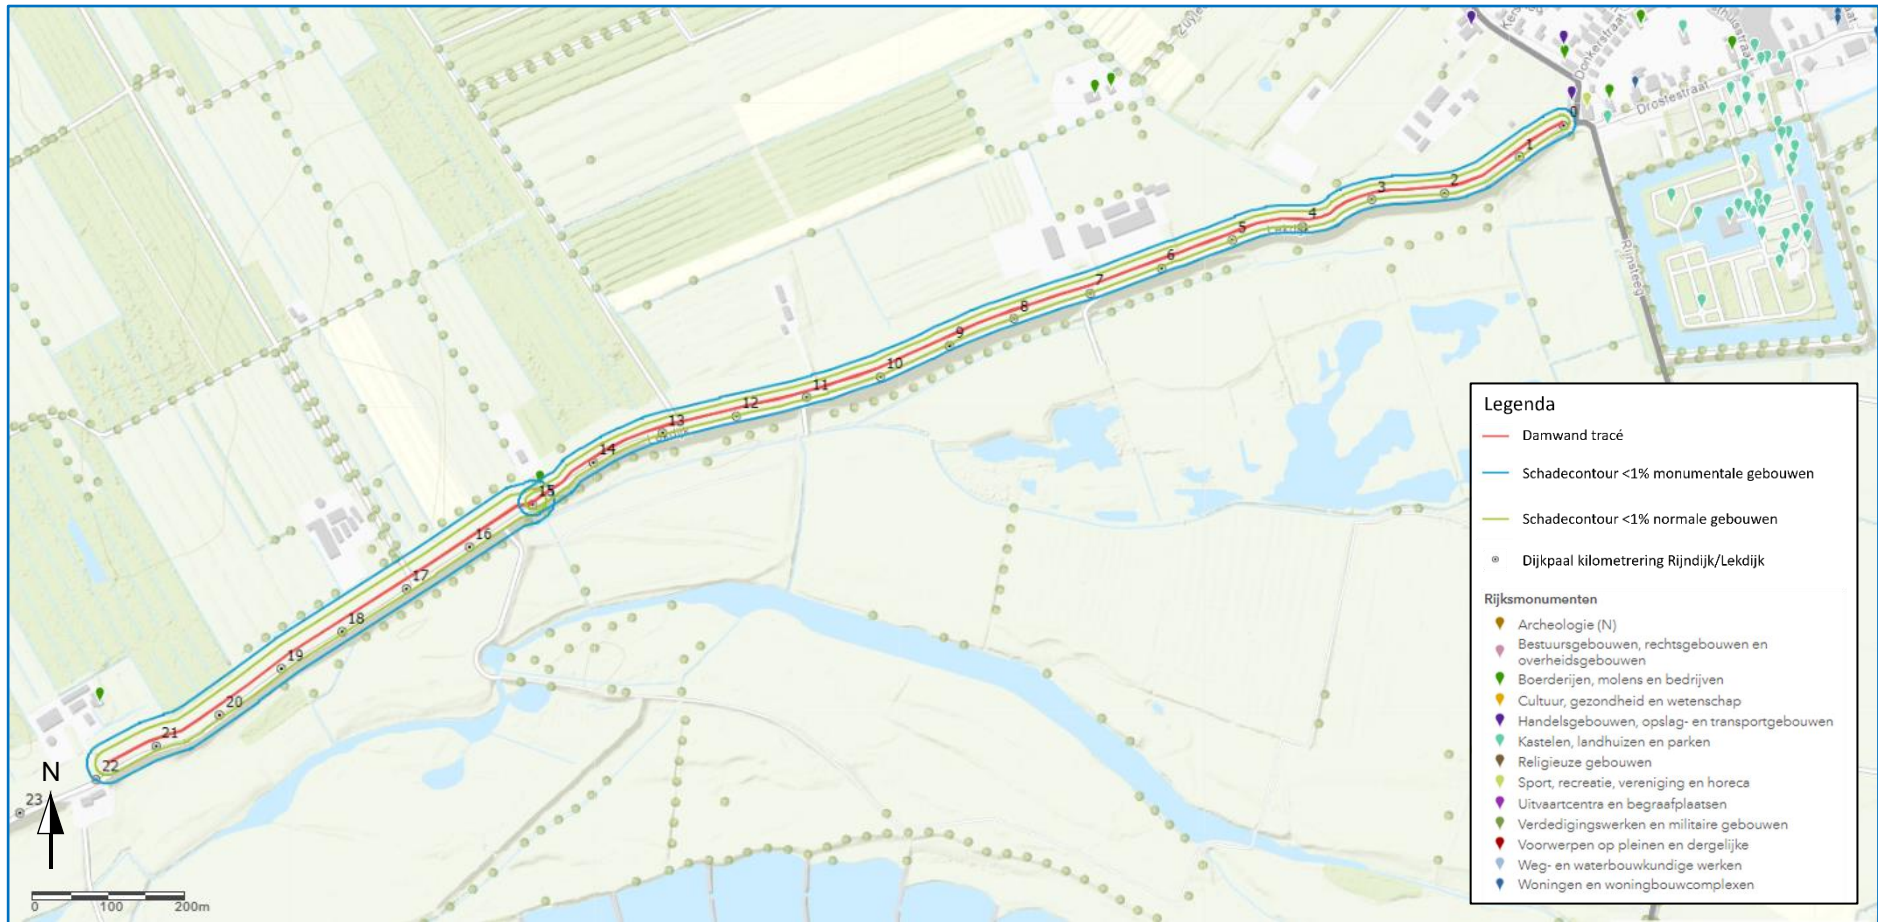 Donkerstraat
Drostestraat
Rijnsteeg
0
1
2
3
4
5
6
7
8
9
10
11
12
13
14
15
16
17
18
19
20
21
22
23
N
0 100 200m
Legenda
Damwand tracé
Schadecontour <1% monumentale gebouwen
Schadecontour <1% normale gebouwen
Dijkpaal kilometrering Rijndijk/Lekdijk
Rijksmonumenten
Archeologie (N)
Bestuursgebouwen, rechtsgebouwen en
overheidsgebouwen
Boerderijen, molens en bedrijven
Cultuur, gezondheid en wetenschap
Handelsgebouwen, opslag- en transportgebouwen
Kastelen, landhuizen en parken
Religieuze gebouwen
Sport, recreatie, vereniging en horeca
Uitvaartcentra en begraafplaatsen
Verdedigingswerken en militaire gebouwen
Voorwerpen op pleinen en dergelijke
Weg- en waterbouwkundige werken
Woningen en woningbouwcomplexen